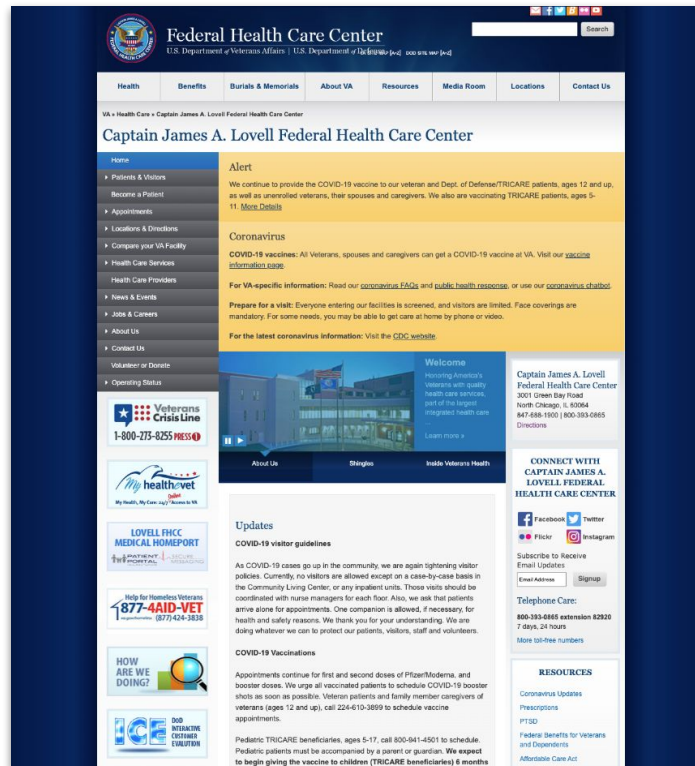 Federal Health Care Center
U.S. Department of Veterans Affairs | U.S. Department of Defense
SITE MAP [A-Z] DOD SITE MAP [A-Z]
Search
Health Benefits Burials & Memorials About VA Resources Media Room Locations Contact Us
VA » Health Care » Captain James A. Lovell Federal Health Care Center
Captain James A. Lovell Federal Health Care Center
Home
Patients & Visitors
Become a Patient
Appointments
Locations & Directions
Compare your VA Facility
Health Care Services
Health Care Providers
News & Events
Jobs & Careers
About Us
Contact Us
Volunteer or Donate
Operating Status
Veterans
Crisis Line
1-800-273-8255 PRESS 1
My healthevet
My Health, My Care: 24/7 Online Access to VA
LOVELL FHCC
MEDICAL HOMEPORT
PATIENT
PORTAL
SECURE
MESSAGING
Help for Homeless Veterans
877-4AID-VET
(877)424-3838
HOW
ARE WE
DOING?
ICE
DoD
INTERACTIVE
CUSTOMER
EVALUTION
Alert
We continue to provide the COVID-19 vaccine to our veteran and Dept. of Defense/TRICARE patients, ages 12 and up,
as well as unenrolled veterans, their spouses and caregivers. We also are vaccinating TRICARE patients, ages 5-
11. More Details
Coronavirus
COVID-19 vaccines: All Veterans, spouses and caregivers can get a COVID-19 vaccine at VA. Visit our vaccine
information page.
For VA-specific information: Read our coronavirus FAQs and public health response, or use our coronavirus chatbot.
Prepare for a visit: Everyone entering our facilities is screened, and visitors are limited. Face coverings are
mandatory. For some needs, you may be able to get care at home by phone or video.
For the latest coronavirus information: Visit the CDC website.
Welcome
Honoring America's
Veterans with quality
health care services,
part of the largest
integrated health care
...
Learn more »
About Us Shingles Inside Veterans Health
Updates
COVID-19 visitor guidelines
As COVID-19 cases go up in the community, we are again tightening visitor
policies. Currently, no visitors are allowed except on a case-by-case basis in
the Community Living Center, or any inpatient units. Those visits should be
coordinated with nurse managers for each floor. Also, we ask that patients
arrive alone for appointments. One companion is allowed, if necessary, for
health and safety reasons. We thank you for your understanding. We are
doing whatever we can to protect our patients, visitors, staff and volunteers.
COVID-19 Vaccinations
Appointments continue for first and second doses of Pfizer/Moderna, and
booster doses. We urge all vaccinated patients to schedule COVID-19 booster
shots as soon as possible. Veteran patients and family member caregivers of
veterans (ages 12 and up), call 224-610-3899 to schedule vaccine
appointments.
Pediatric TRICARE beneficiaries, ages 5-17, call 800-941-4501 to schedule.
Pediatric patients must be accompanied by a parent or guardian. We expect
to begin giving the vaccine to children (TRICARE beneficiaries) 6 months
Captain James A. Lovell
Federal Health Care Center
3001 Green Bay Road
North Chicago, IL 60064
847-688-1900 | 800-393-0865
Directions
CONNECT WITH
CAPTAIN JAMES A.
LOVELL FEDERAL
HEALTH CARE CENTER
Facebook Twitter
Flickr Instagram
Subscribe to Receive
Email Updates
Email Address Signup
Telephone Care:
800-393-0865 extension 82920
7 days, 24 hours
More toll-free numbers
RESOURCES
Coronavirus Updates
Prescriptions
PTSD
Federal Benefits for Veterans
and Dependents
Affordable Care Act